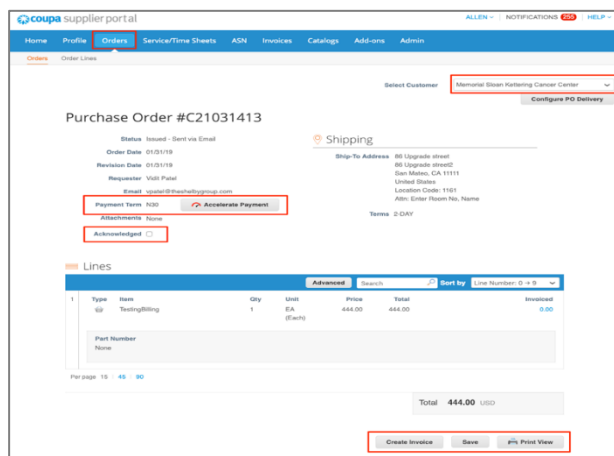 coupa supplier portal
ALLEN NOTIFICATIONS 255 HELP
Home Profile Orders Service/Time Sheets ASN Invoices Catalogs Add-ons Admin
Orders Order Lines
Select Customer Memorial Sloan Kettering Cancer Center
Configure PO Delivery
Purchase Order #C21031413
Status Issued - Sent via Email
Order Date 01/31/19
Revision Date 01/31/19
Requester Vidit Patel
Email vpatel@theshelbygroup.com
Payment Term N30 Accelerate Payment
Attachments None
Acknowledged
Shipping
Ship-To Address 86 Upgrade street
86 Upgrade street2
San Mateo, CA 11111
United States
Location Code: 1161
Attn: Enter Room No, Name
Terms 2-DAY
Lines
Advanced Search Sort by Line Number: 0 → 9
1 Type Item Qty Unit Price Total Invoiced
TestingBilling 1 EA 444.00 444.00 0.00
(Each)
Part Number
None
Per page 15 | 45 | 90
Total 444.00 USD
Create Invoice Save Print View